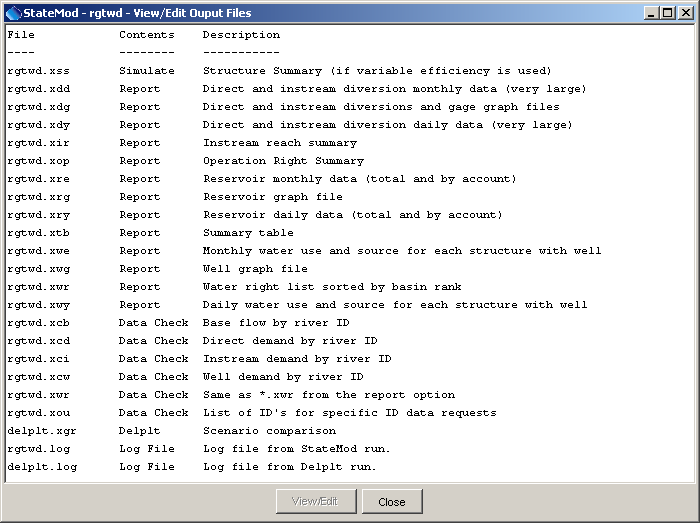 StateMod - rgtwd - View/Edit Ouput Files
File Contents Description
---- -------- -----------
rgtwd.xss Simulate Structure Summary (if variable efficiency is used)
rgtwd.xdd Report Direct and instream diversion monthly data (very large)
rgtwd.xdg Report Direct and instream diversions and gage graph files
rgtwd.xdy Report Direct and instream diversion daily data (very large)
rgtwd.xir Report Instream reach summary
rgtwd.xop Report Operation Right Summary
rgtwd.xre Report Reservoir monthly data (total and by account)
rgtwd.xrg Report Reservoir graph file
rgtwd.xry Report Reservoir daily data (total and by account)
rgtwd.xtb Report Summary table
rgtwd.xwe Report Monthly water use and source for each structure with well
rgtwd.xwg Report Well graph file
rgtwd.xwr Report Water right list sorted by basin rank
rgtwd.xwy Report Daily water use and source for each structure with well
rgtwd.xcb Data Check Base flow by river ID
rgtwd.xcd Data Check Direct demand by river ID
rgtwd.xci Data Check Instream demand by river ID
rgtwd.xcw Data Check Well demand by river ID
rgtwd.xwr Data Check Same as *.xwr from the report option
rgtwd.xou Data Check List of ID's for specific ID data requests
delplt.xgr Delplt Scenario comparison
rgtwd.log Log File Log file from StateMod run.
delplt.log Log File Log file from Delplt run.
View/Edit Close